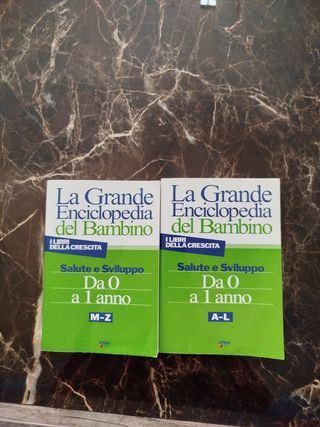 La Grande
Enciclopedia
del Bambino
I LIBRI
DELLA CRESCITA
Salute e Sviluppo
Da 0
a 1 anno
M-Z
La Grande
Enciclopedia
del Bambino
I LIBRI
DELLA CRESCITA
Salute e Sviluppo
Da 0
a 1 anno
A-L